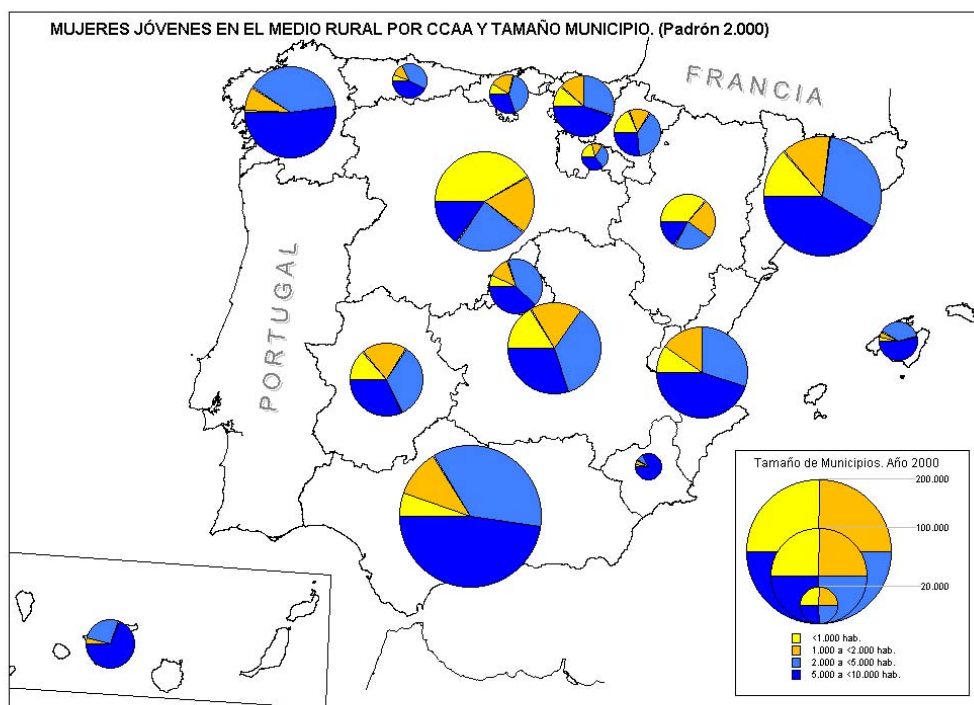 MUJERES JÓVENES EN EL MEDIO RURAL POR CCAA Y TAMAÑO MUNICIPIO. (Padrón 2.000)
FRANCIA
PORTUGAL
Tamaño de Municipios. Año 2000
200.000
100.000
20.000
<1.000 hab.
1.000 a <2.000 hab.
2.000 a <5.000 hab.
5.000 a <10.000 hab.